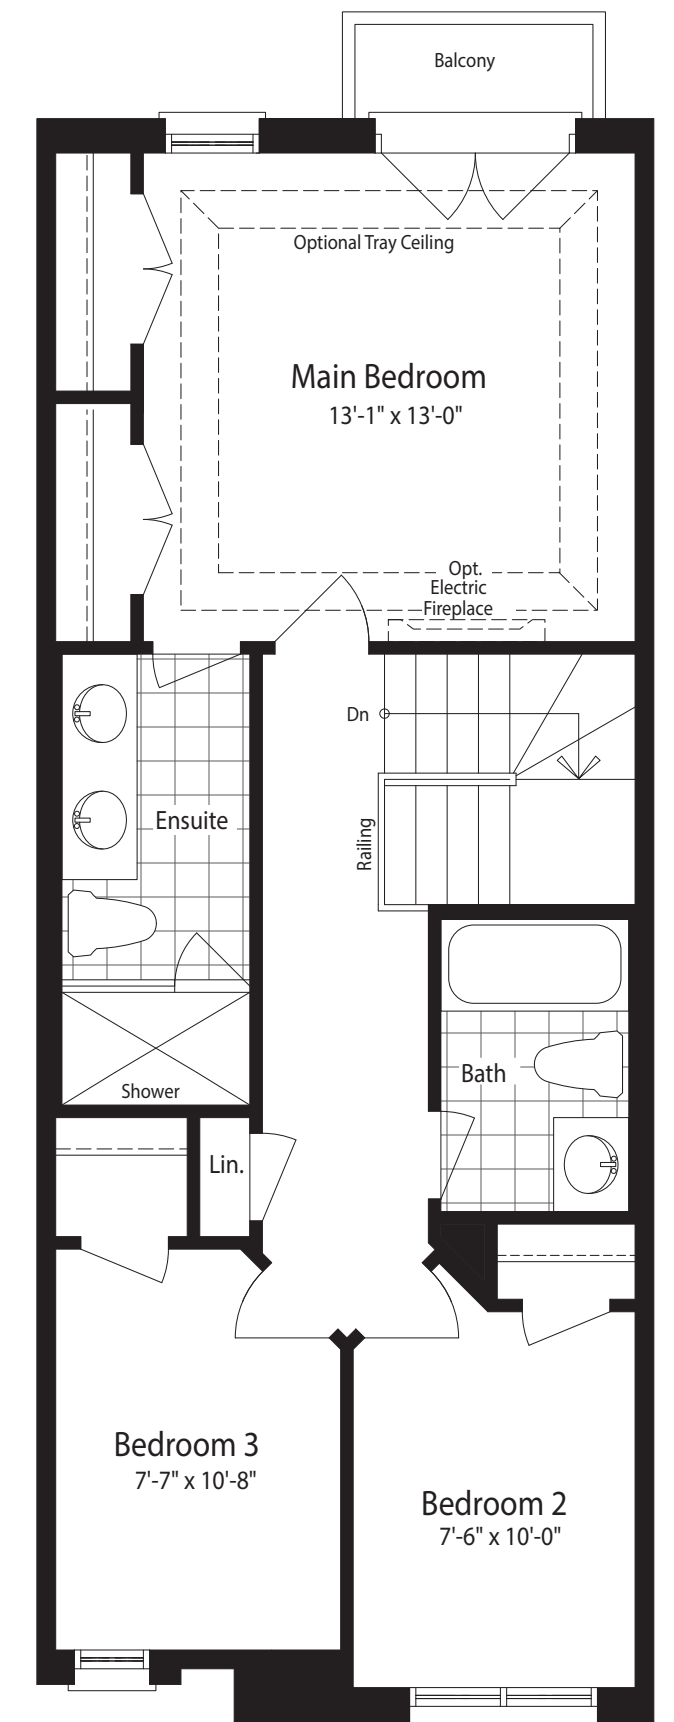 Balcony
Optional Tray Ceiling
Main Bedroom
13'-1" x 13'-0"
Opt.
Electric
Fireplace
Dn
Railing
Ensuite
Shower
Bath
Lin.
Bedroom 3
7'-7" x 10'-8"
Bedroom 2
7'-6" x 10'-0"